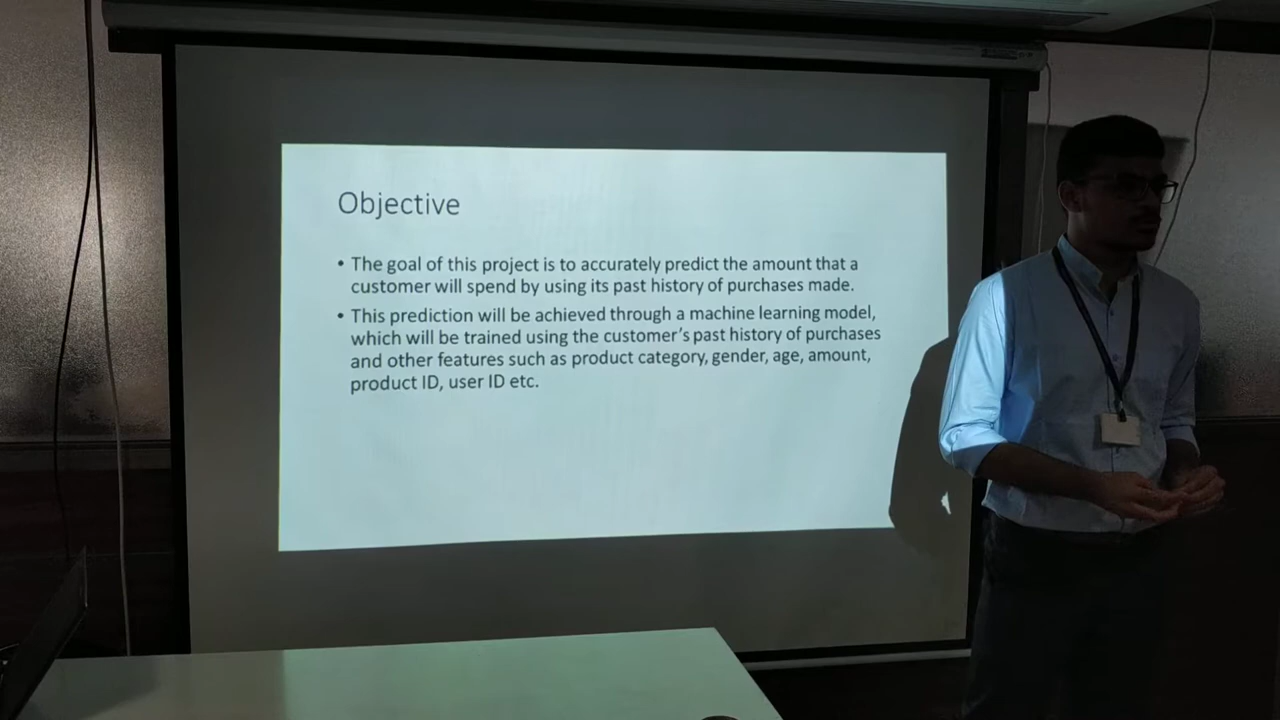 Objective
• The goal of this project is to accurately predict the amount that a
customer will spend by using its past history of purchases made.
• This prediction will be achieved through a machine learning model,
which will be trained using the customer's past history of purchases
and other features such as product category, gender, age, amount,
product ID, user ID etc.